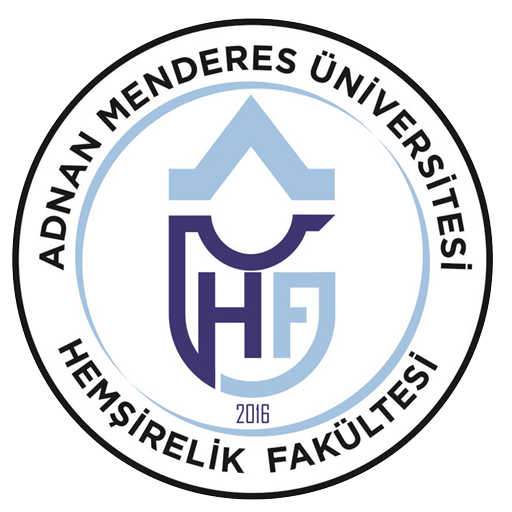 ADNAN MENDERES ÜNİVERSİTESİ
HF
2016
HEMŞİRELİK FAKÜLTESİ